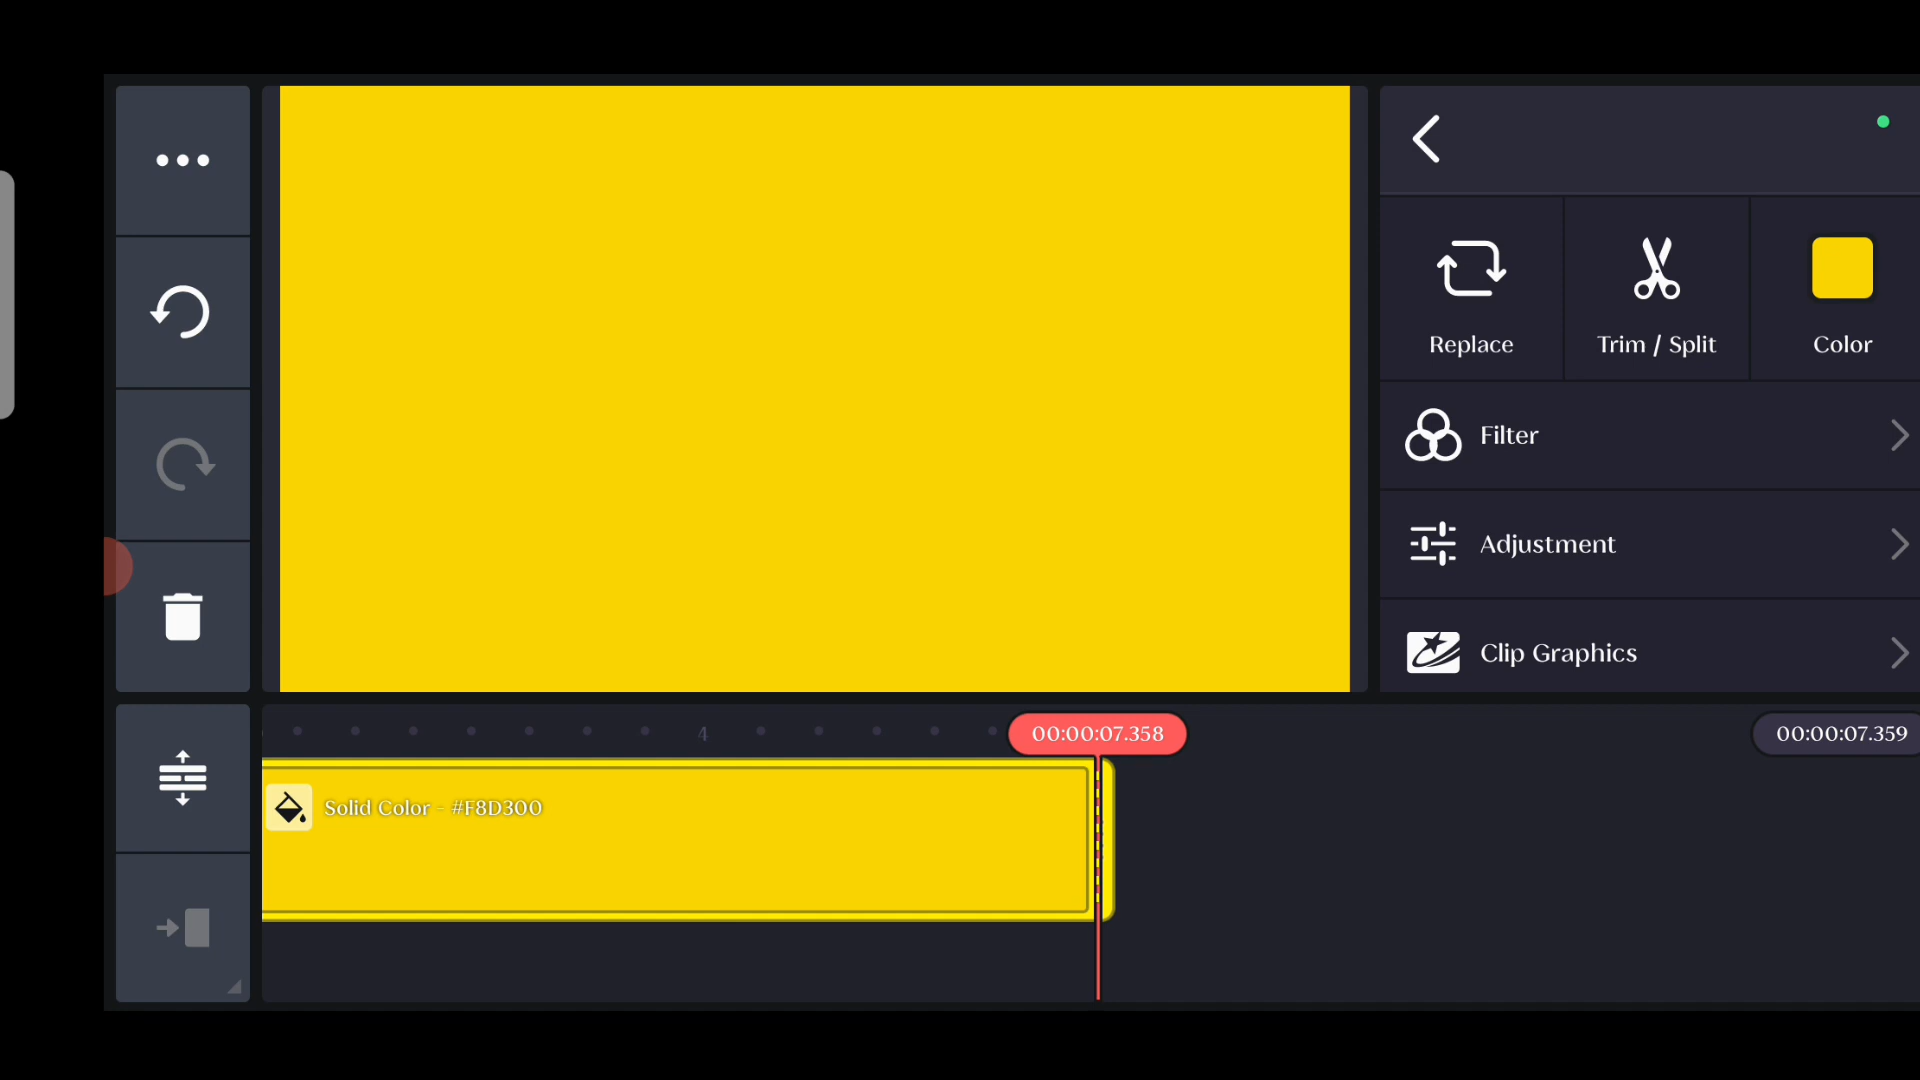 Replace
Trim / Split
Color
Filter
Adjustment
Clip Graphics
4
00:00:07.358
00:00:07.359
Solid Color - #F8D300